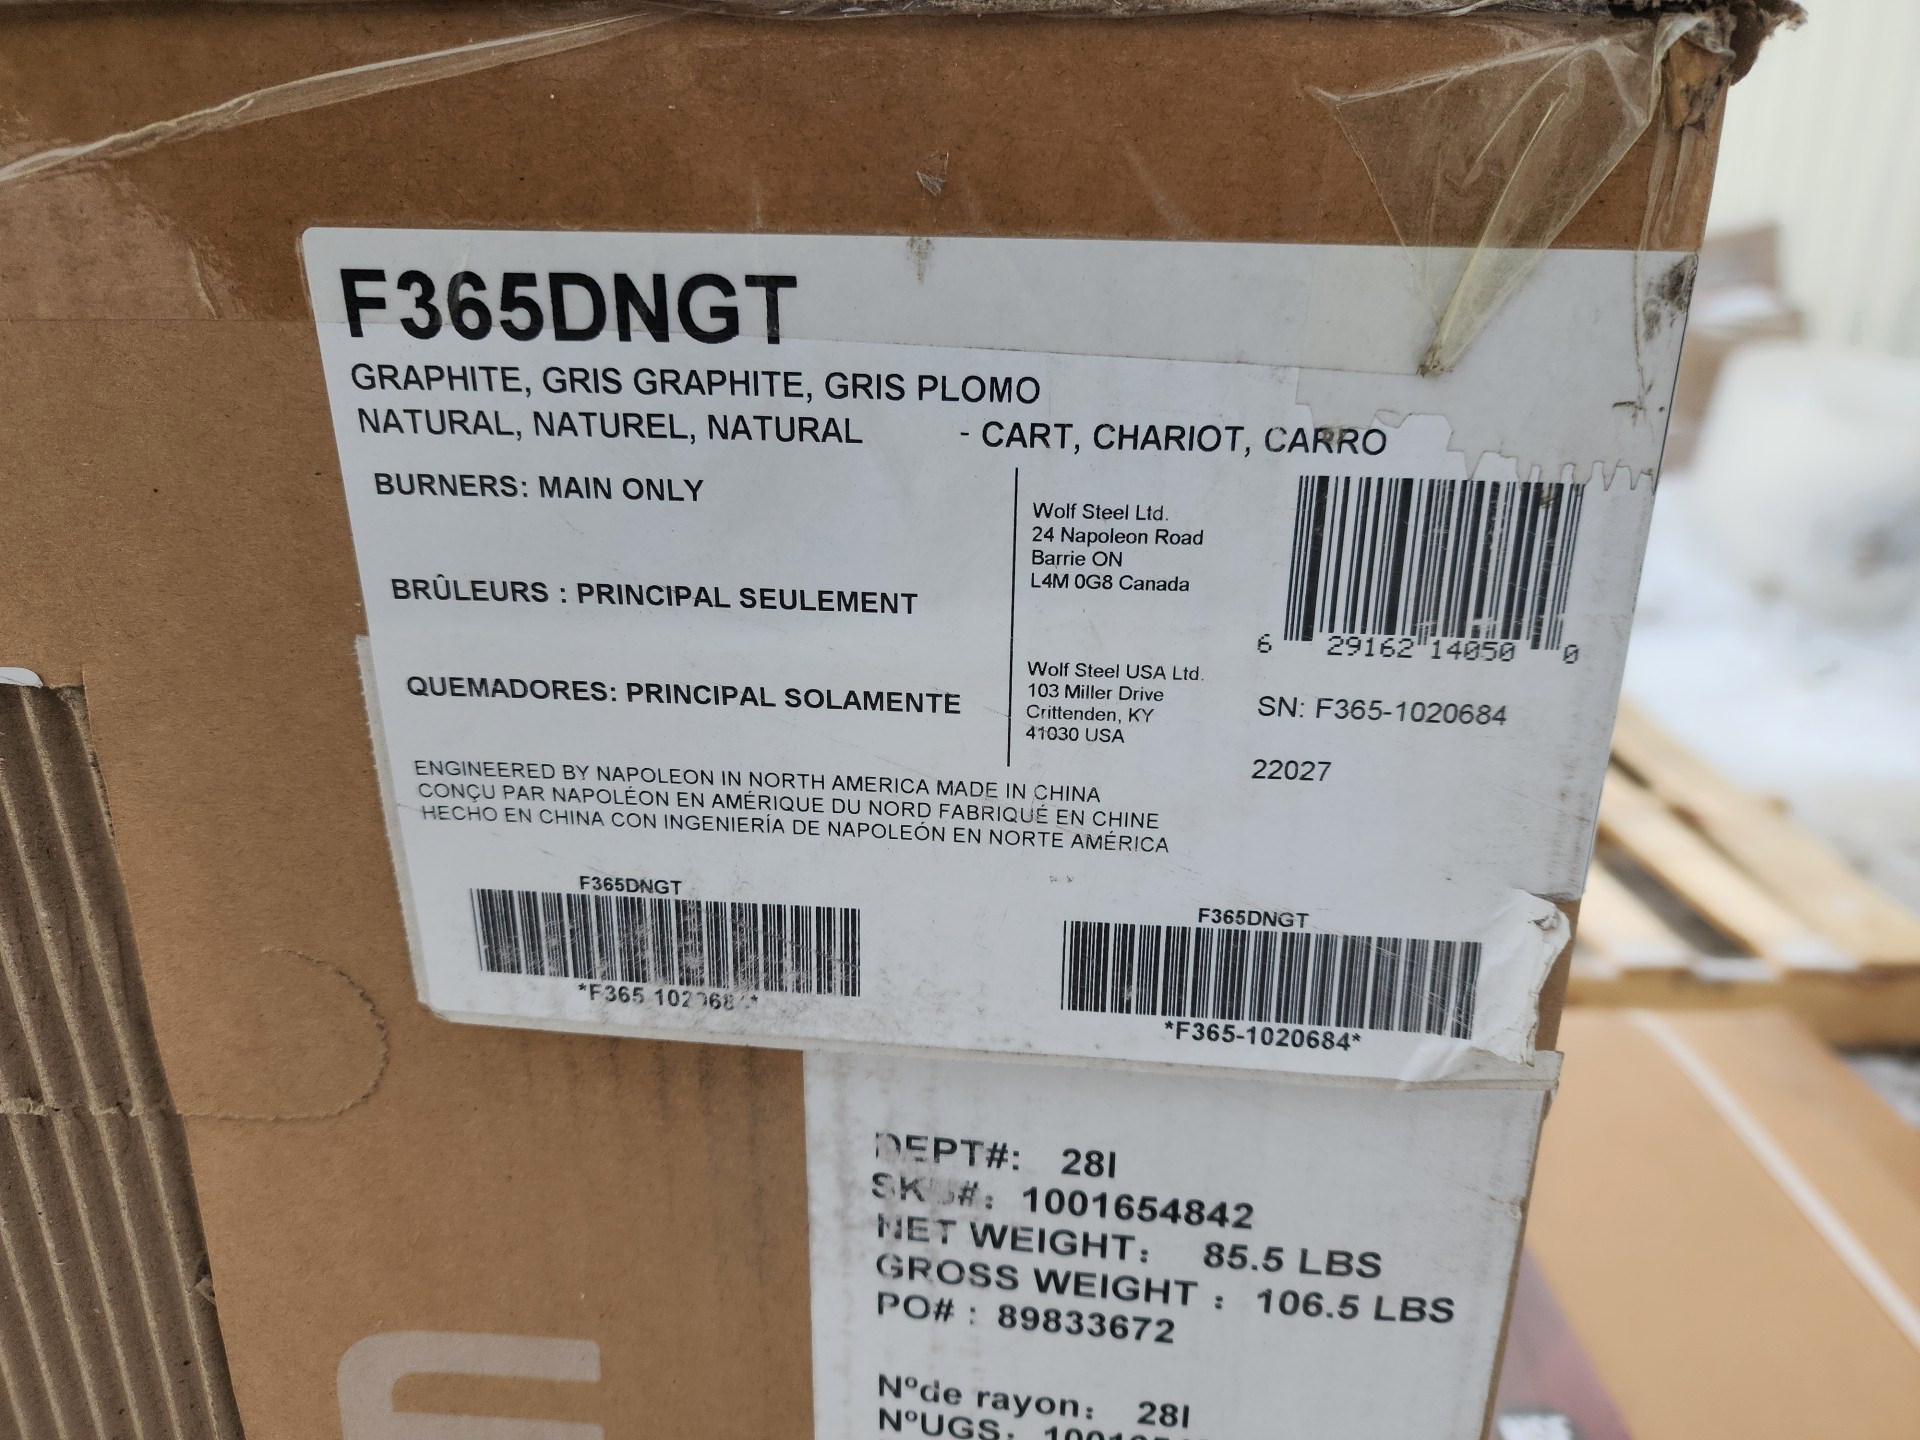 F365DNGT
GRAPHITE, GRIS GRAPHITE, GRIS PLOMO
NATURAL, NATUREL, NATURAL - CART, CHARIOT, CARRO
BURNERS: MAIN ONLY
BRÛLEURS : PRINCIPAL SEULEMENT
QUEMADORES: PRINCIPAL SOLAMENTE
Wolf Steel Ltd.
24 Napoleon Road
Barrie ON
L4M 0G8 Canada
Wolf Steel USA Ltd.
103 Miller Drive
Crittenden, KY
41030 USA
6 29162 14050 0
SN: F365-1020684
22027
ENGINEERED BY NAPOLEON IN NORTH AMERICA MADE IN CHINA
CONÇU PAR NAPOLÉON EN AMÉRIQUE DU NORD FABRIQUÉ EN CHINE
HECHO EN CHINA CON INGENIERÍA DE NAPOLEÓN EN NORTE AMÉRICA
F365DNGT
F365DNGT
*F365-1020684*
DEPT#: 28I
SKU#: 1001654842
NET WEIGHT: 85.5 LBS
GROSS WEIGHT : 106.5 LBS
PO# : 89833672
N°de rayon: 28I
N°UGS: